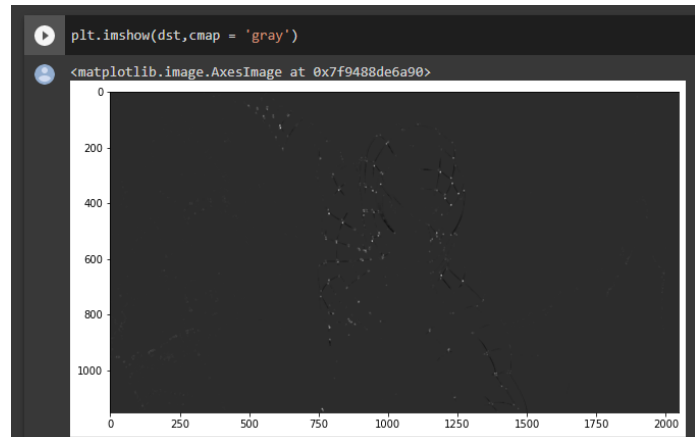 plt.imshow(dst,cmap = 'gray')
<matplotlib.image.AxesImage at 0x7f9488de6a90>
0
200
400
600
800
1000
0 250 500 750 1000 1250 1500 1750 2000